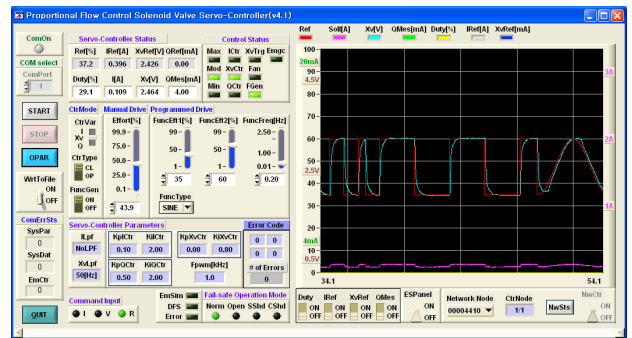 Proportional Flow Control Solenoid Valve Servo-Controller(v4.1)
ComOn
COM select
ComPort
1
START
STOP
OPAR
WrtToFile
ON
OFF
ComErrSts
SysPar
0
SysDat
0
EmCtr
0
QUIT
Servo-Controller Status
Ref[%] IRef[A] XvRef[V] QRef[mA]
37.2 0.396 2.426 0.00
Duty[%] I[A] Xv[V] QMes[mA]
29.1 0.109 2.464 4.00
Control Status
Max ICtr XvTrg Emgc
Mod XvCtr Fan
Min QCtr FGen
CtrMode Manual Drive Programmed Drive
CtrVar
I
Xv
Q
CtrType
CL
OP
FuncGen
ON
OFF
Effort[%]
99.9
75.0
50.0
25.0
0.1
43.9
FuncEff1[%] FuncEff2[%] FuncFreq[Hz]
99 99 2.50
50 50 1.00
1 1 0.01
35 60 0.20
FuncType
SINE
Servo-Controller Parameters
ILpf
NoLPF
XvLpf
50[Hz]
KpICtr KiICtr
0.10 2.00
KpXvCtr KiXvCtr
0.08 0.80
KpQCtr KiQCtr
0.50 2.00
Fpwm[kHz]
1.0
Error Code
0 0
0 0
# of Errors
0
Command Input
I V R
EmSim
DFS
Error
Fail-safe Operation Mode
Norm Open SShd CShd
Ref Soll[A] Xv[V] QMes[mA] Duty[%] IRef[A] XvRef[mA]
100
20mA
90
4.5V
80
70
60
50
2.5V
40
30
20
4mA
10
0.5V
0
3A
2A
1A
34.1 54.1
Duty IRef XvRef QMes
ON ON ON ON
OFF OFF OFF OFF
ESPanel
ON
OFF
Network Node
00004410
CtrNode
1/1
NwSts
NwCtr
ON
OFF